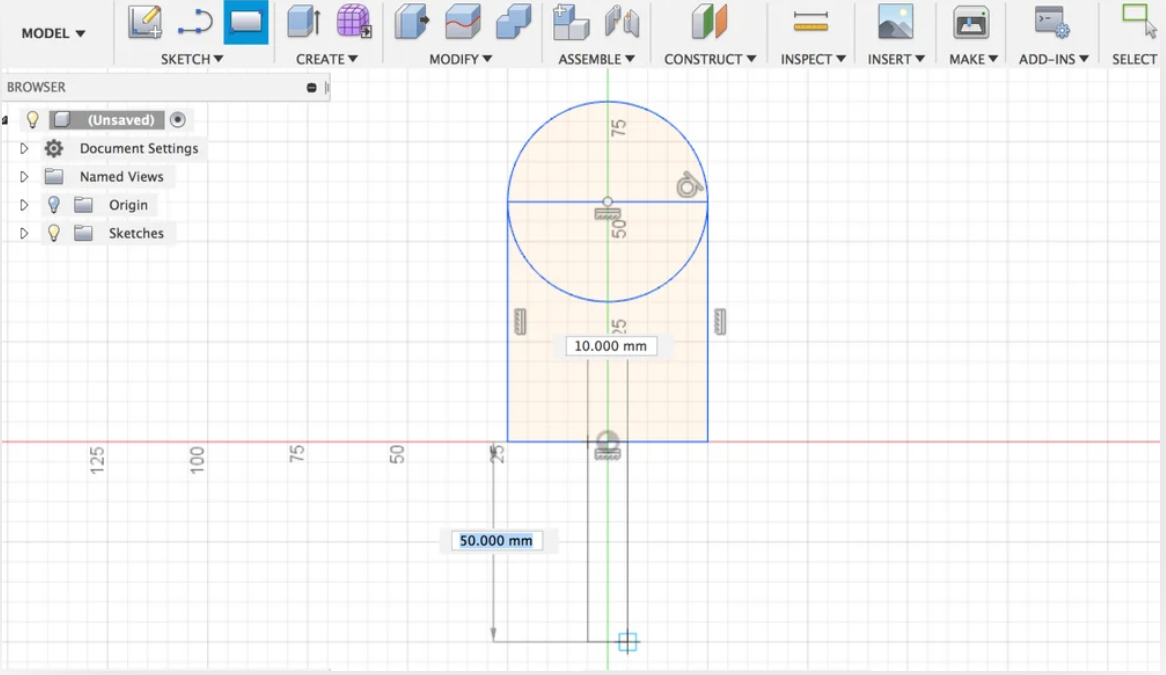 MODEL ▼
SKETCH ▼ CREATE ▼ MODIFY ▼ ASSEMBLE ▼ CONSTRUCT ▼ INSPECT ▼ INSERT ▼ MAKE ▼ ADD-INS ▼ SELECT
BROWSER
(Unsaved)
Document Settings
Named Views
Origin
Sketches
75
50
25
10.000 mm
125 100 75 50 25
50.000 mm